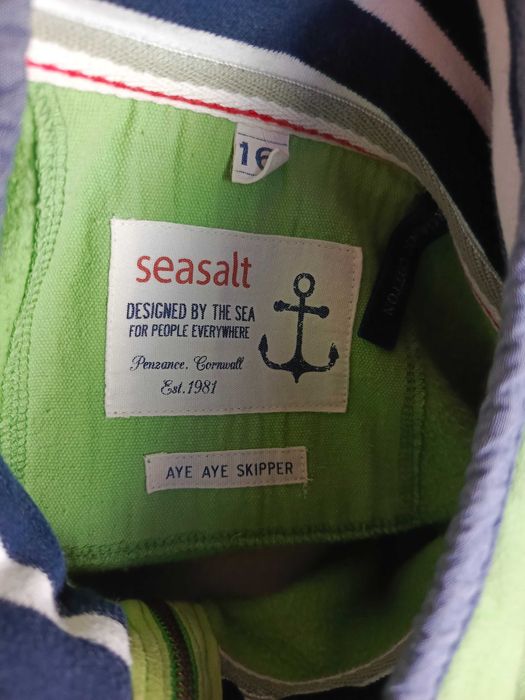 16
seasalt
DESIGNED BY THE SEA
FOR PEOPLE EVERYWHERE
Penzance. Cornwall
Est. 1981
AYE AYE SKIPPER